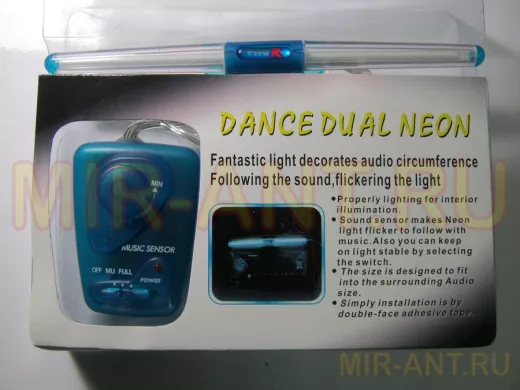 DANCE DUAL NEON
Fantastic light decorates audio circumference
Following the sound,flickering the light
•Properly lighting for interior
illumination.
• Sound sensor makes Neon
light flicker to follow with
music.Also you can keep
on light stable by selecting
the switch.
• The size is designed to fit
into the surrounding Audio
size.
• Simply installation is by
double-face adhesive tape.
MIN
MUSIC SENSOR
OFF MU FULL
POWER
MIR-ANT.RU
MIR-ANT.RU